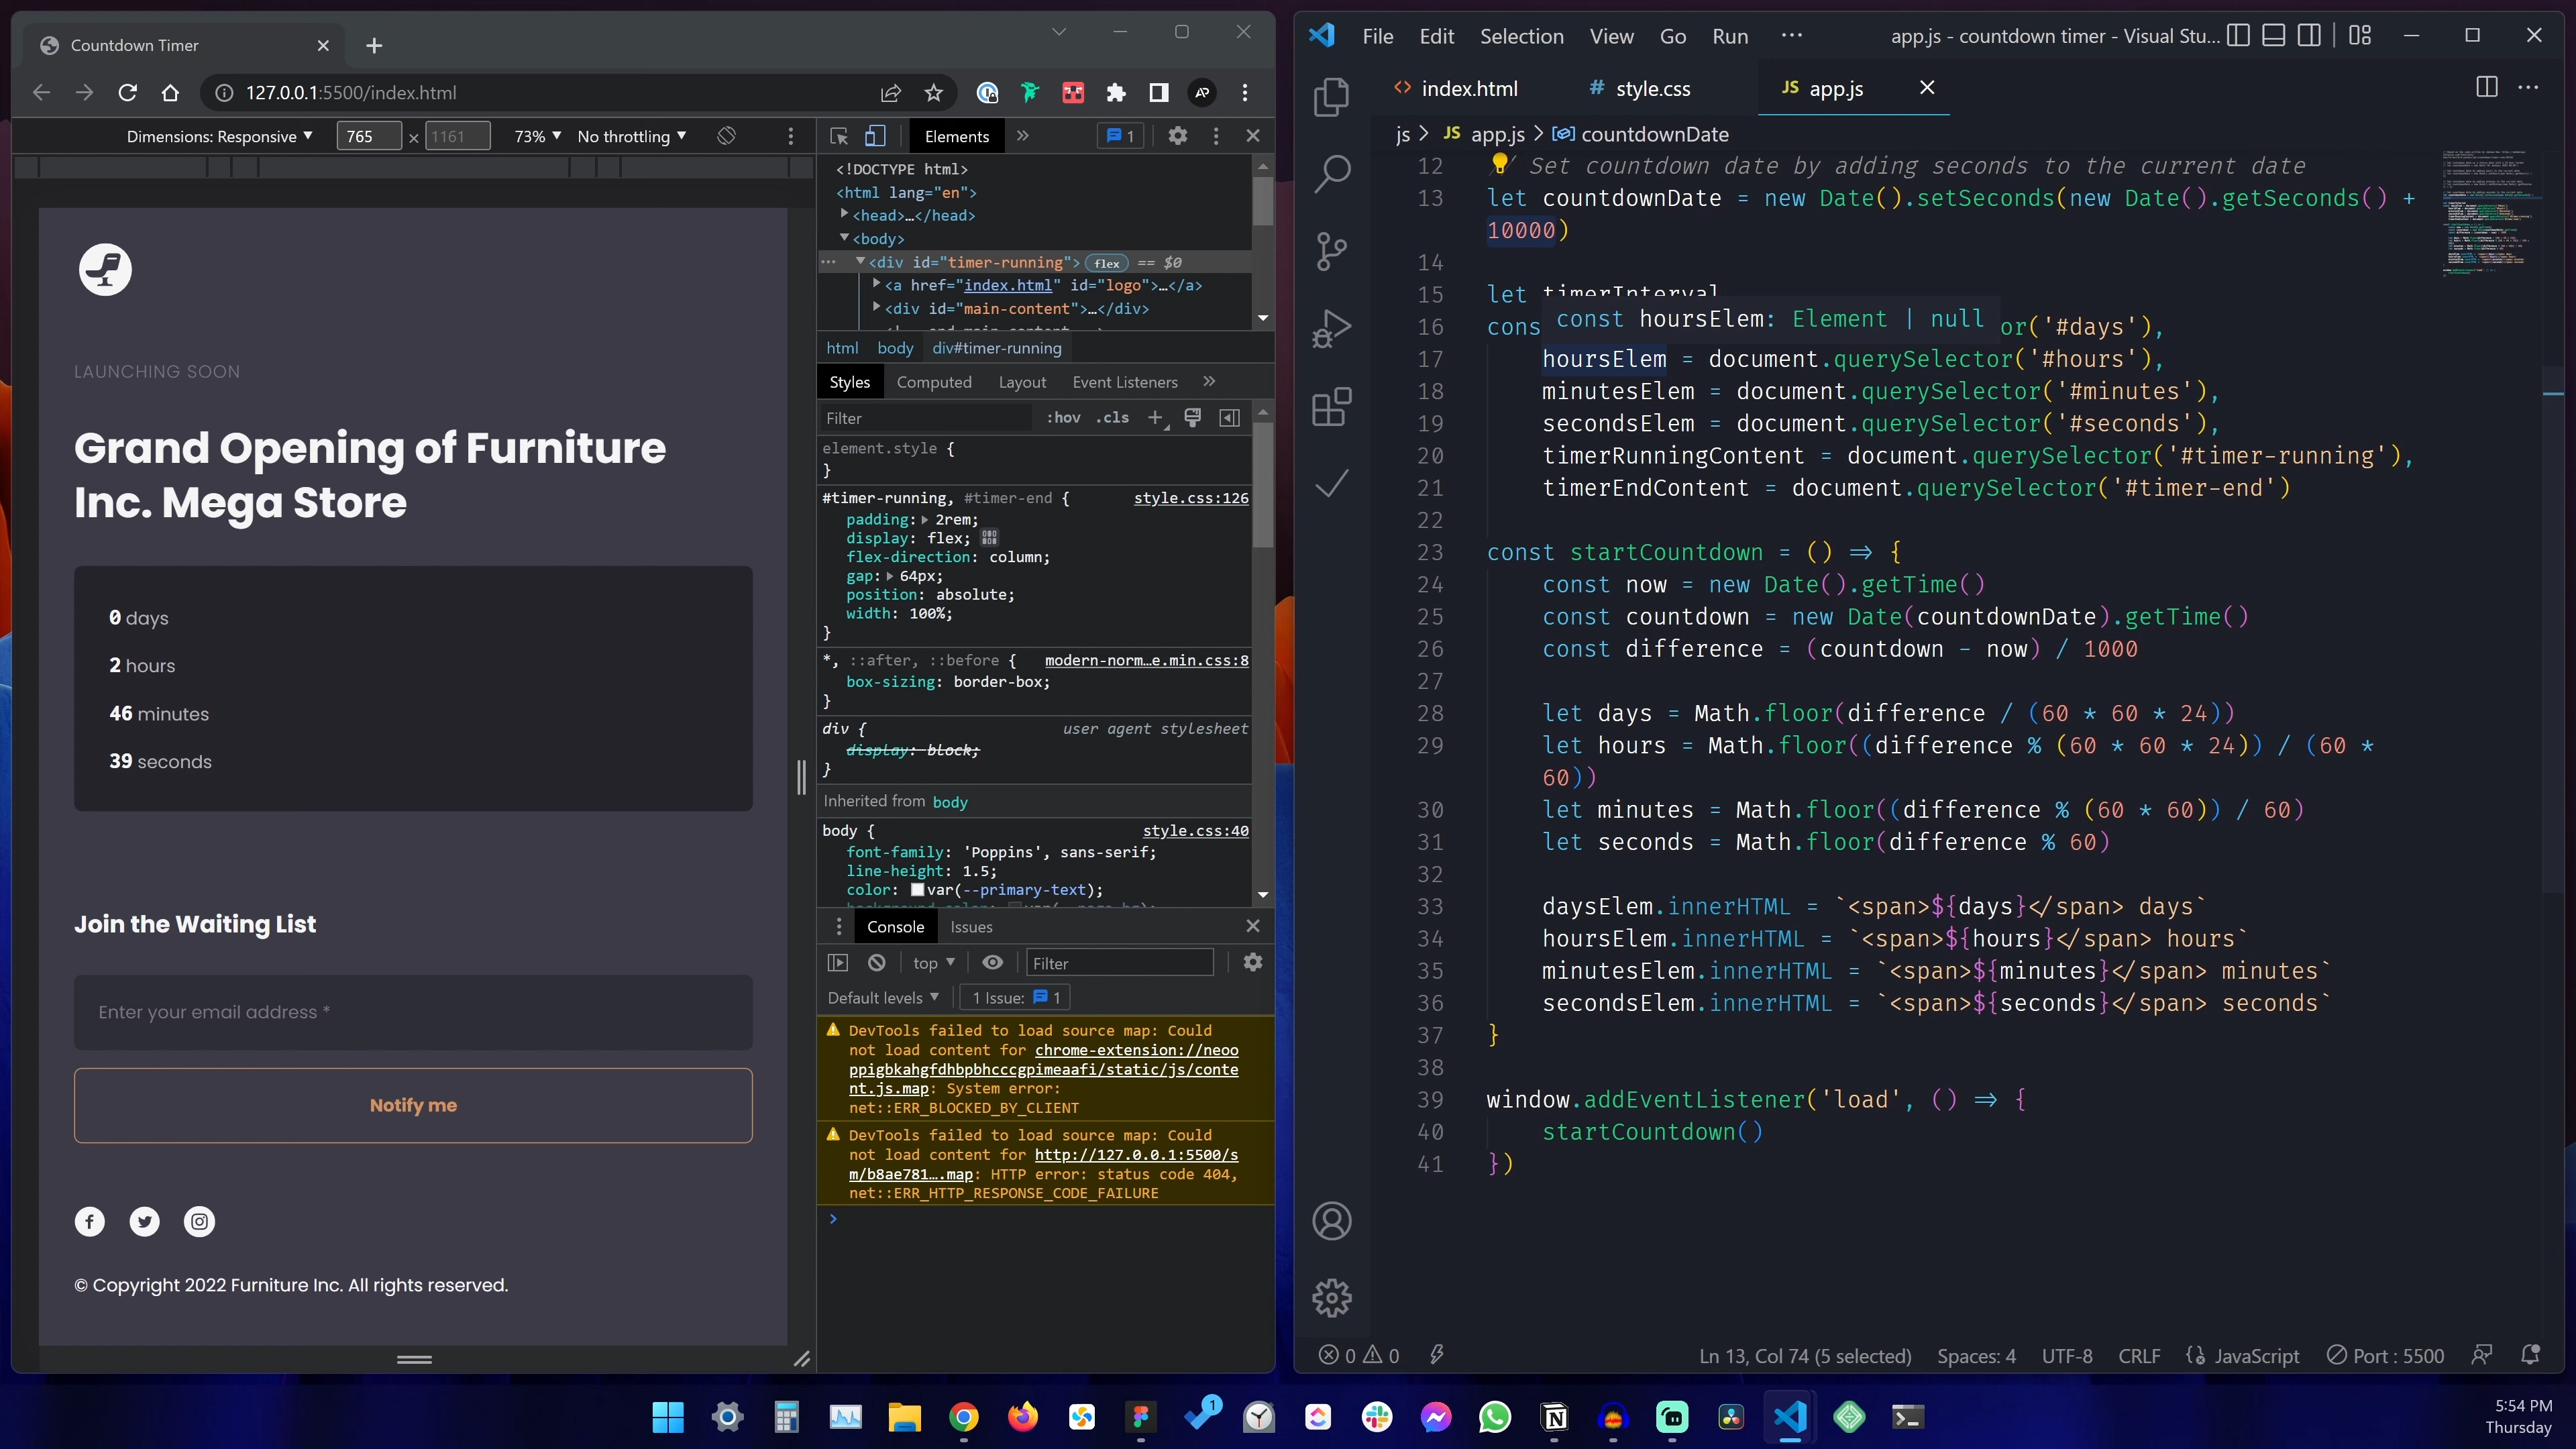 Countdown Timer
127.0.0.1:5500/index.html
Dimensions: Responsive 765 × 1161 73% No throttling
LAUNCHING SOON
Grand Opening of Furniture
Inc. Mega Store
0 days
2 hours
46 minutes
39 seconds
Join the Waiting List
Enter your email address *
Notify me
© Copyright 2022 Furniture Inc. All rights reserved.
Elements » 1
<!DOCTYPE html>
<html lang="en">
<head>…</head>
<body>
<div id="timer-running"> flex == $0
<a href="index.html" id="logo">…</a>
<div id="main-content">…</div>
html body div#timer-running
Styles Computed Layout Event Listeners »
Filter :hov .cls +
element.style {
}
#timer-running, #timer-end { style.css:126
padding: 2rem;
display: flex;
flex-direction: column;
gap: 64px;
position: absolute;
width: 100%;
}
*, ::after, ::before { modern-norm…e.min.css:8
box-sizing: border-box;
}
div { user agent stylesheet
display: block;
}
Inherited from body
body { style.css:40
font-family: 'Poppins', sans-serif;
line-height: 1.5;
color: var(--primary-text);
Console Issues
top Filter
Default levels 1 Issue: 1
DevTools failed to load source map: Could
not load content for chrome-extension://neoo
ppigbkahgfdhbpbhcccgpimeaafi/static/js/conte
nt.js.map: System error:
net::ERR_BLOCKED_BY_CLIENT
DevTools failed to load source map: Could
not load content for http://127.0.0.1:5500/s
m/b8ae781….map: HTTP error: status code 404,
net::ERR_HTTP_RESPONSE_CODE_FAILURE
File Edit Selection View Go Run ··· app.js - countdown timer - Visual Stu...
index.html # style.css JS app.js
js > JS app.js > countdownDate
12 / Set countdown date by adding seconds to the current date
13 let countdownDate = new Date().setSeconds(new Date().getSeconds() +
10000)
14
15 let timerInterval
const hoursElem: Element | null
16 cons or('#days'),
17 hoursElem = document.querySelector('#hours'),
18 minutesElem = document.querySelector('#minutes'),
19 secondsElem = document.querySelector('#seconds'),
20 timerRunningContent = document.querySelector('#timer-running'),
21 timerEndContent = document.querySelector('#timer-end')
22
23 const startCountdown = () => {
24 const now = new Date().getTime()
25 const countdown = new Date(countdownDate).getTime()
26 const difference = (countdown - now) / 1000
27
28 let days = Math.floor(difference / (60 * 60 * 24))
29 let hours = Math.floor((difference % (60 * 60 * 24)) / (60 *
60))
30 let minutes = Math.floor((difference % (60 * 60)) / 60)
31 let seconds = Math.floor(difference % 60)
32
33 daysElem.innerHTML = `<span>${days}</span> days`
34 hoursElem.innerHTML = `<span>${hours}</span> hours`
35 minutesElem.innerHTML = `<span>${minutes}</span> minutes`
36 secondsElem.innerHTML = `<span>${seconds}</span> seconds`
37 }
38
39 window.addEventListener('load', () => {
40 startCountdown()
41 })
0 0 Ln 13, Col 74 (5 selected) Spaces: 4 UTF-8 CRLF JavaScript Port : 5500
1
5:54 PM
Thursday